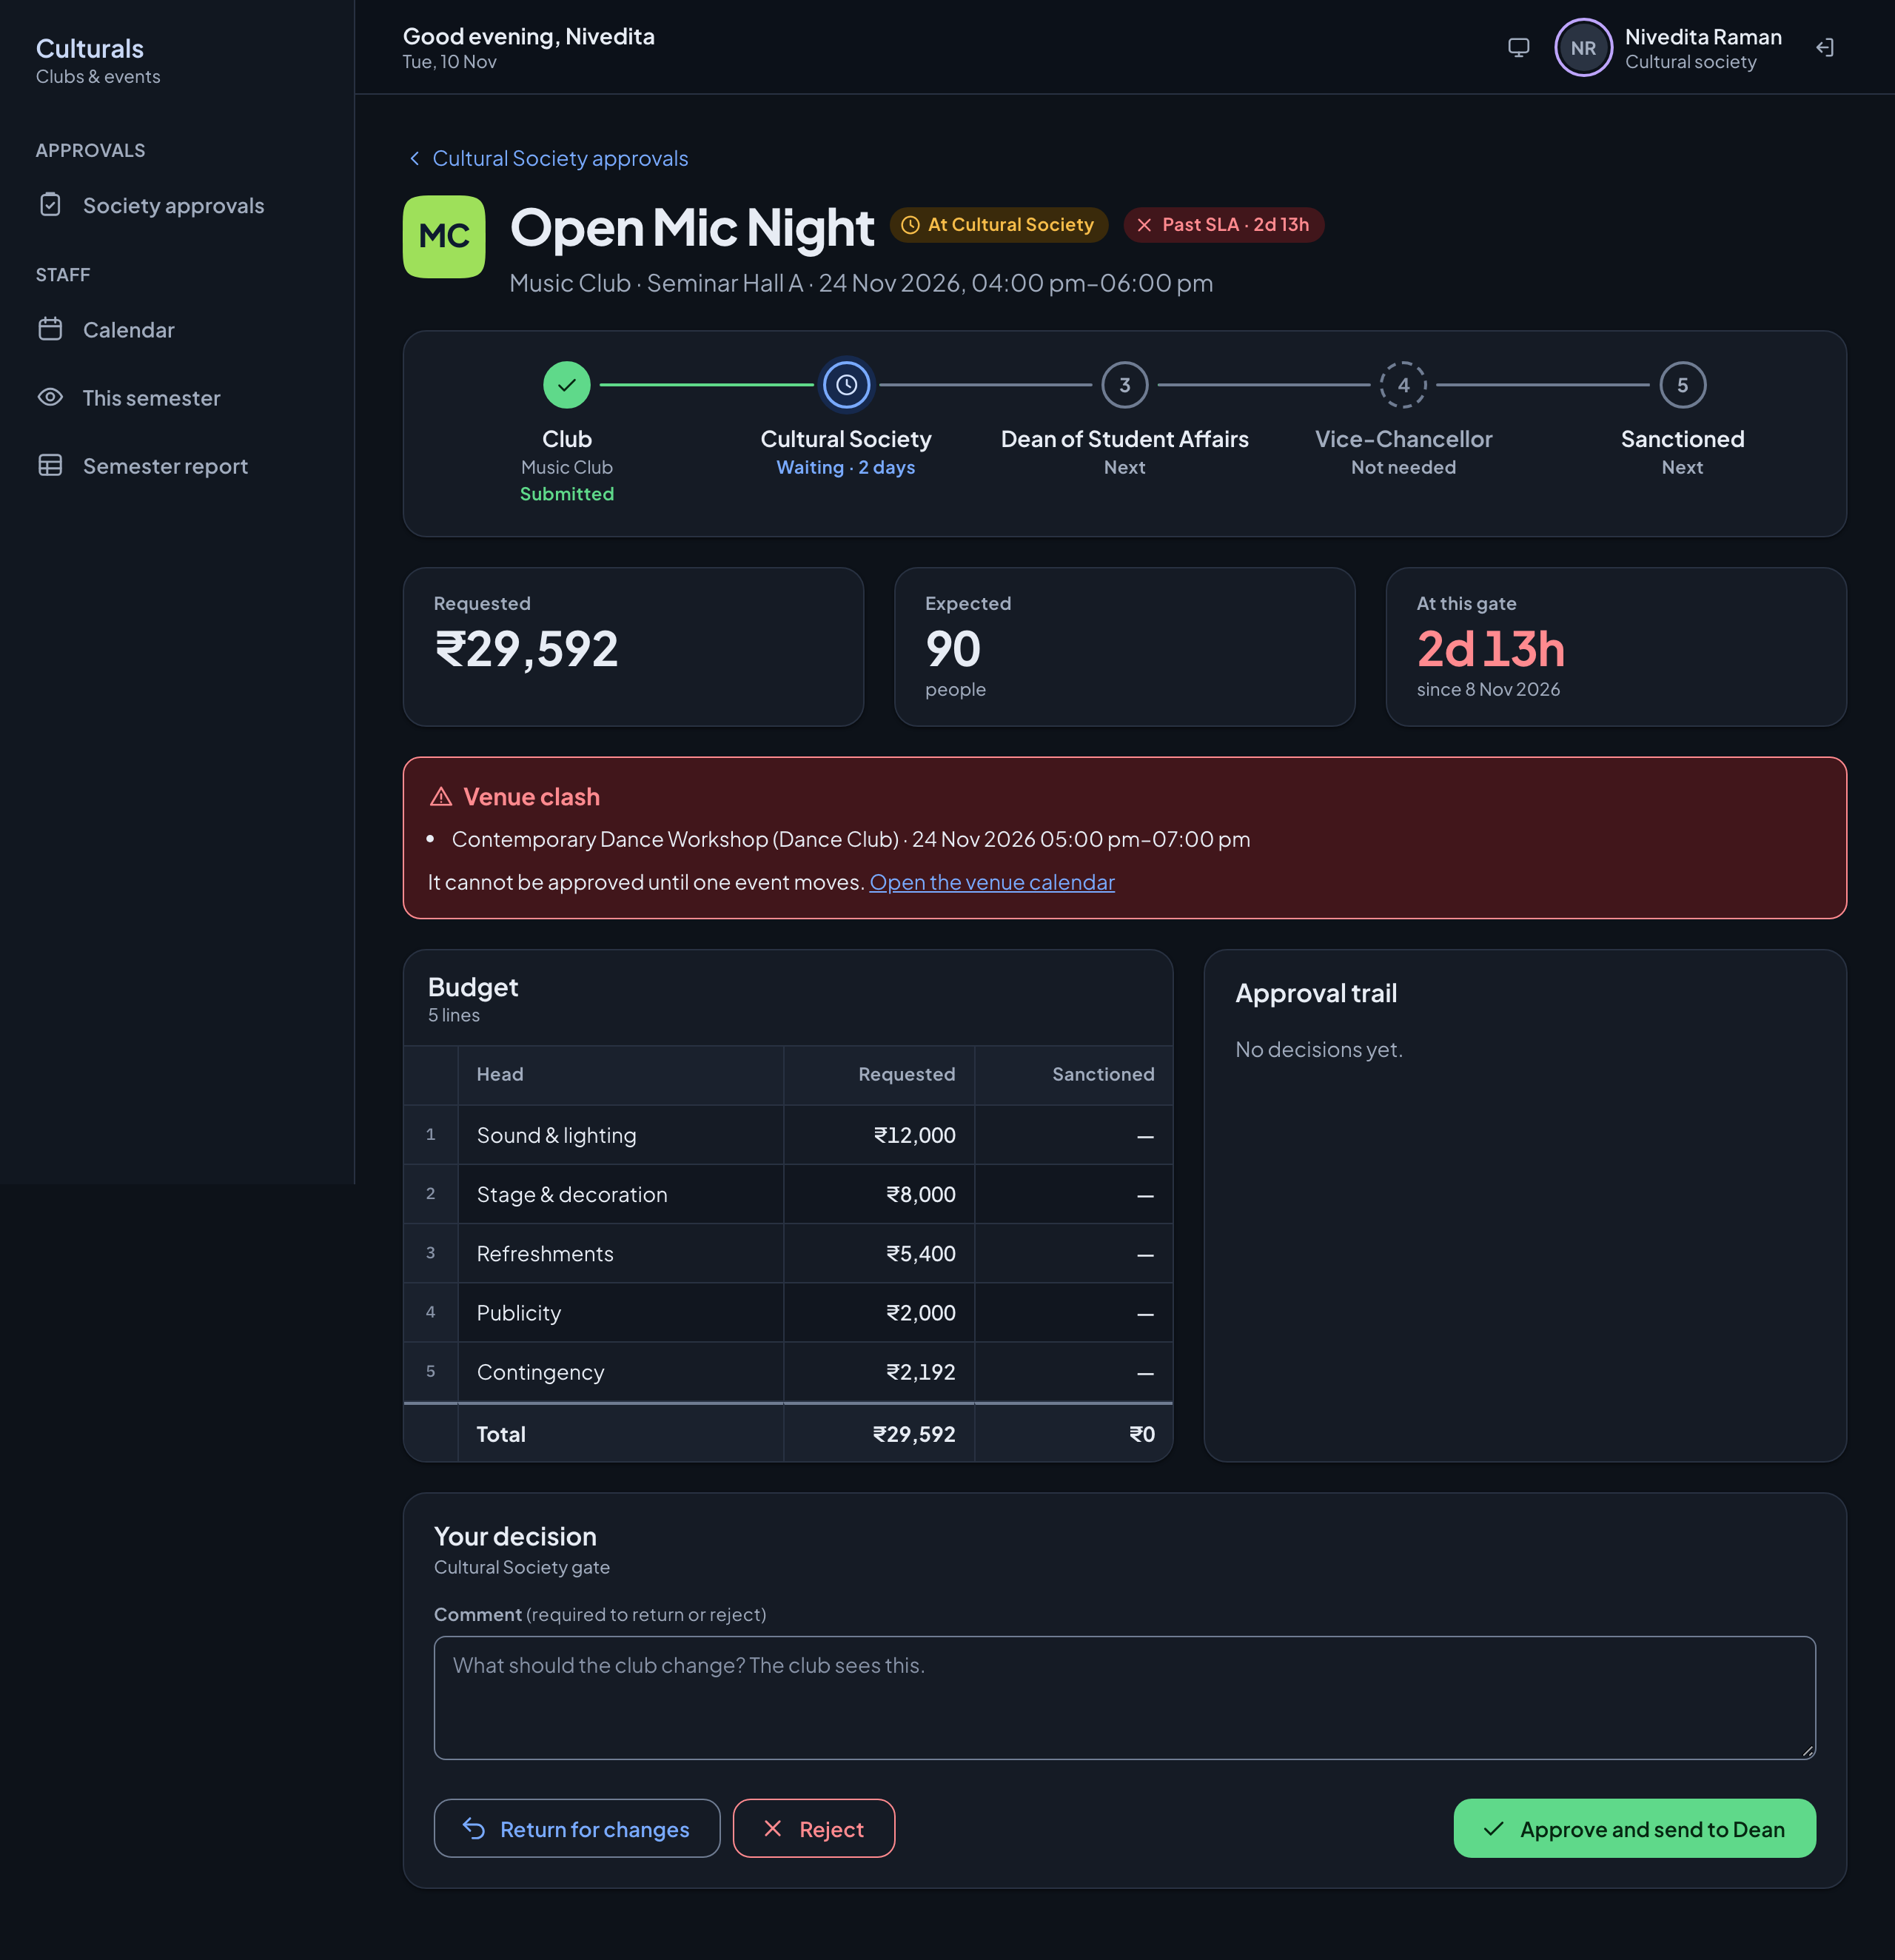 Culturals
Clubs & events
APPROVALS
Society approvals
STAFF
Calendar
This semester
Semester report
Good evening, Nivedita
Tue, 10 Nov
NR
Nivedita Raman
Cultural society
Cultural Society approvals
MC
Open Mic Night
At Cultural Society
Past SLA · 2d 13h
Music Club · Seminar Hall A · 24 Nov 2026, 04:00 pm–06:00 pm
3
4
5
Club
Cultural Society
Dean of Student Affairs
Vice-Chancellor
Sanctioned
Music Club
Waiting · 2 days
Next
Not needed
Next
Submitted
Requested
₹29,592
Expected
90
people
At this gate
2d 13h
since 8 Nov 2026
Venue clash
• Contemporary Dance Workshop (Dance Club) · 24 Nov 2026 05:00 pm–07:00 pm
It cannot be approved until one event moves. Open the venue calendar
Budget
5 lines
Head Requested Sanctioned
1 Sound & lighting ₹12,000 —
2 Stage & decoration ₹8,000 —
3 Refreshments ₹5,400 —
4 Publicity ₹2,000 —
5 Contingency ₹2,192 —
Total ₹29,592 ₹0
Approval trail
No decisions yet.
Your decision
Cultural Society gate
Comment (required to return or reject)
What should the club change? The club sees this.
Return for changes
Reject
Approve and send to Dean